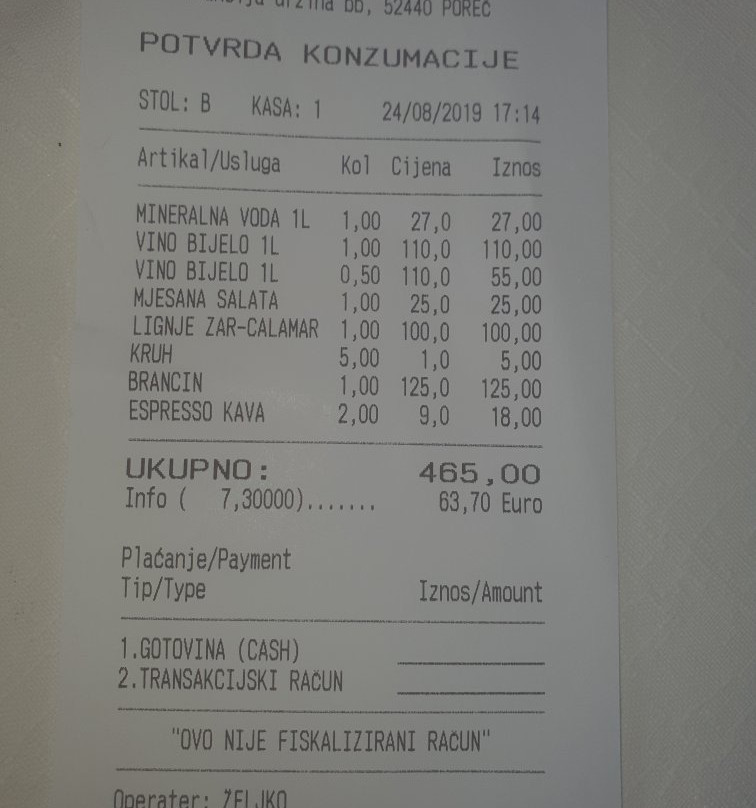 bb, 52440 POREČ
POTVRDA KONZUMACIJE
STOL: B KASA: 1 24/08/2019 17:14
Artikal/Usluga Kol Cijena Iznos
MINERALNA VODA 1L 1,00 27,0 27,00
VINO BIJELO 1L 1,00 110,0 110,00
VINO BIJELO 1L 0,50 110,0 55,00
MJESANA SALATA 1,00 25,0 25,00
LIGNJE ZAR-CALAMAR 1,00 100,0 100,00
KRUH 5,00 1,0 5,00
BRANCIN 1,00 125,0 125,00
ESPRESSO KAVA 2,00 9,0 18,00
UKUPNO: 465,00
Info ( 7,30000)....... 63,70 Euro
Plaćanje/Payment
Tip/Type Iznos/Amount
1.GOTOVINA (CASH)
2.TRANSAKCIJSKI RAČUN
"OVO NIJE FISKALIZIRANI RAČUN"
Operater: ŽELJKO